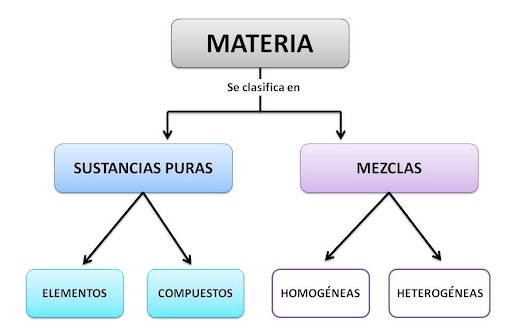 MATERIA
Se clasifica en
SUSTANCIAS PURAS
MEZCLAS
ELEMENTOS
COMPUESTOS
HOMOGÉNEAS
HETEROGÉNEAS